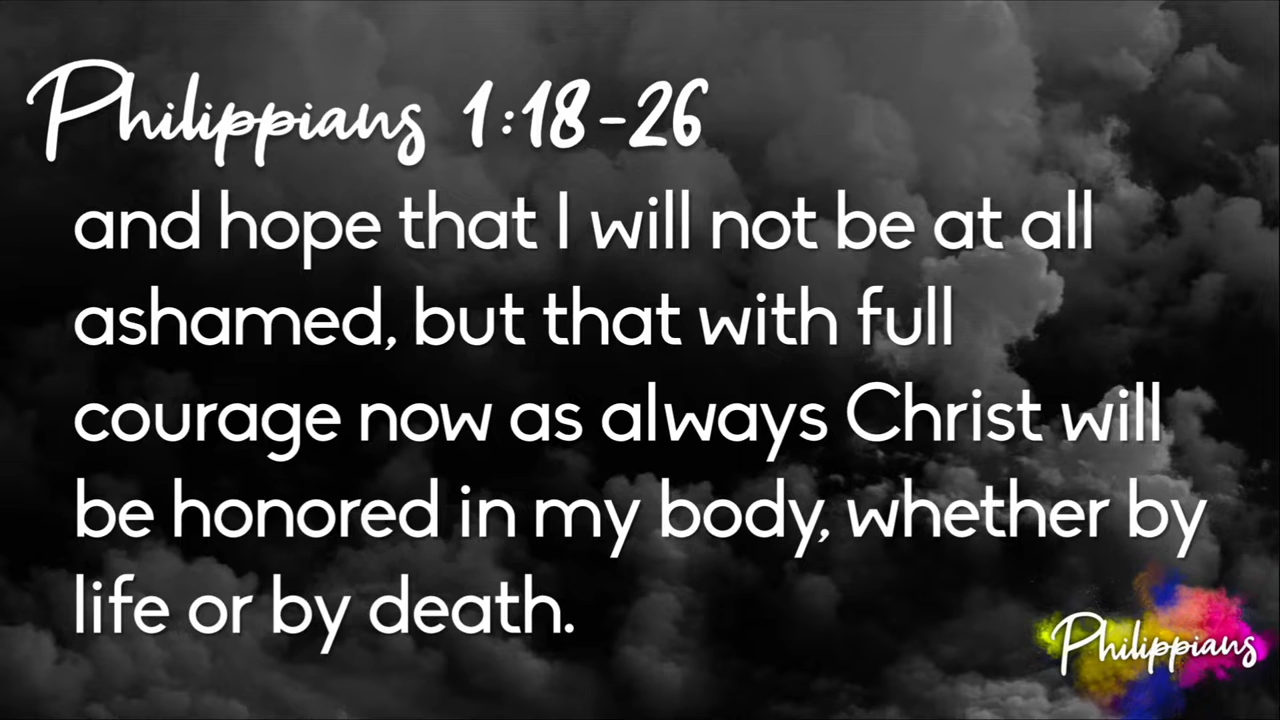 Philippians 1:18-26
and hope that I will not be at all
ashamed, but that with full
courage now as always Christ will
be honored in my body, whether by
life or by death.
Philippians